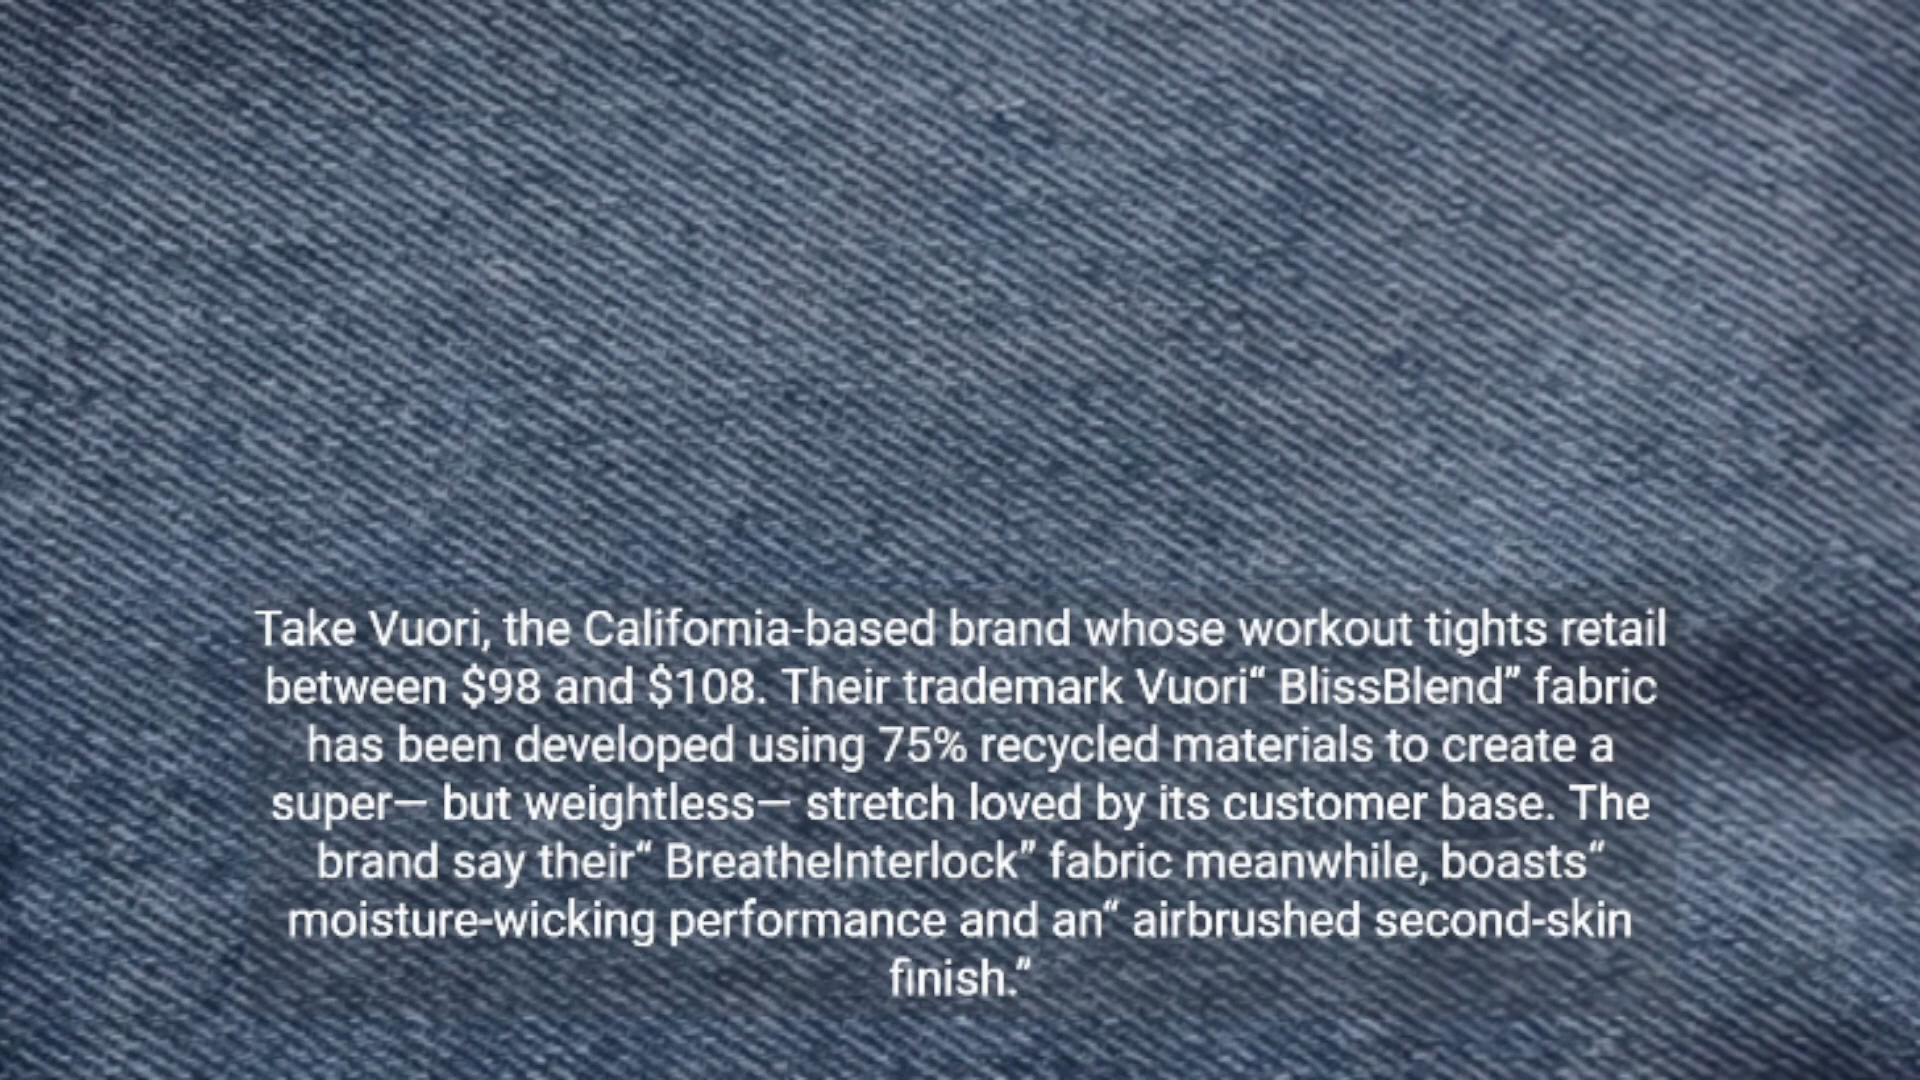 Take Vuori, the California-based brand whose workout tights retail
between $98 and $108. Their trademark Vuori“ BlissBlend” fabric
has been developed using 75% recycled materials to create a
super— but weightless— stretch loved by its customer base. The
brand say their“ BreatheInterlock” fabric meanwhile, boasts“
moisture-wicking performance and an“ airbrushed second-skin
finish.”